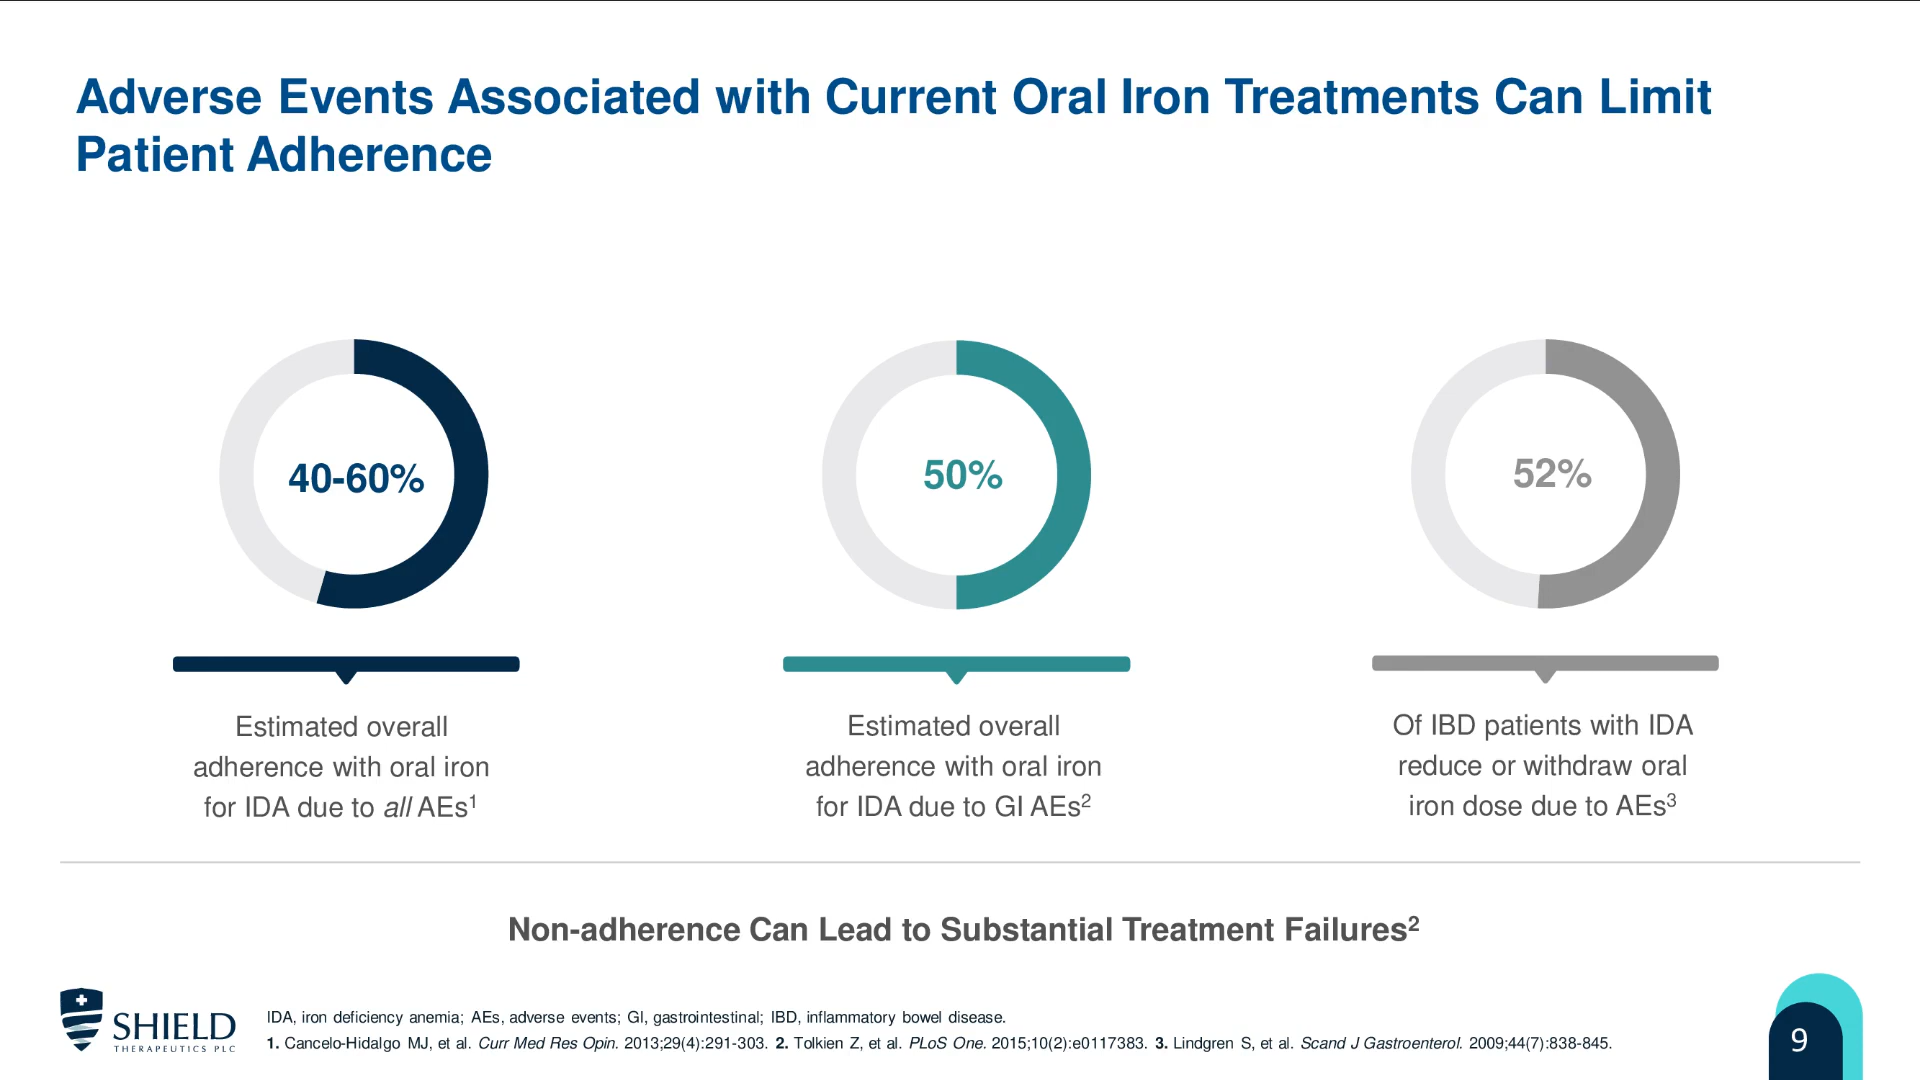 Adverse Events Associated with Current Oral Iron Treatments Can Limit
Patient Adherence
40-60%
50%
52%
Estimated overall
adherence with oral iron
for IDA due to all AEs1
Estimated overall
adherence with oral iron
for IDA due to GI AEs2
Of IBD patients with IDA
reduce or withdraw oral
iron dose due to AEs3
Non-adherence Can Lead to Substantial Treatment Failures2
SHIELD
THERAPEUTICS PLC
IDA, iron deficiency anemia; AEs, adverse events; GI, gastrointestinal; IBD, inflammatory bowel disease.
1. Cancelo-Hidalgo MJ, et al. Curr Med Res Opin. 2013;29(4):291-303. 2. Tolkien Z, et al. PLoS One. 2015;10(2):e0117383. 3. Lindgren S, et al. Scand J Gastroenterol. 2009;44(7):838-845.
9